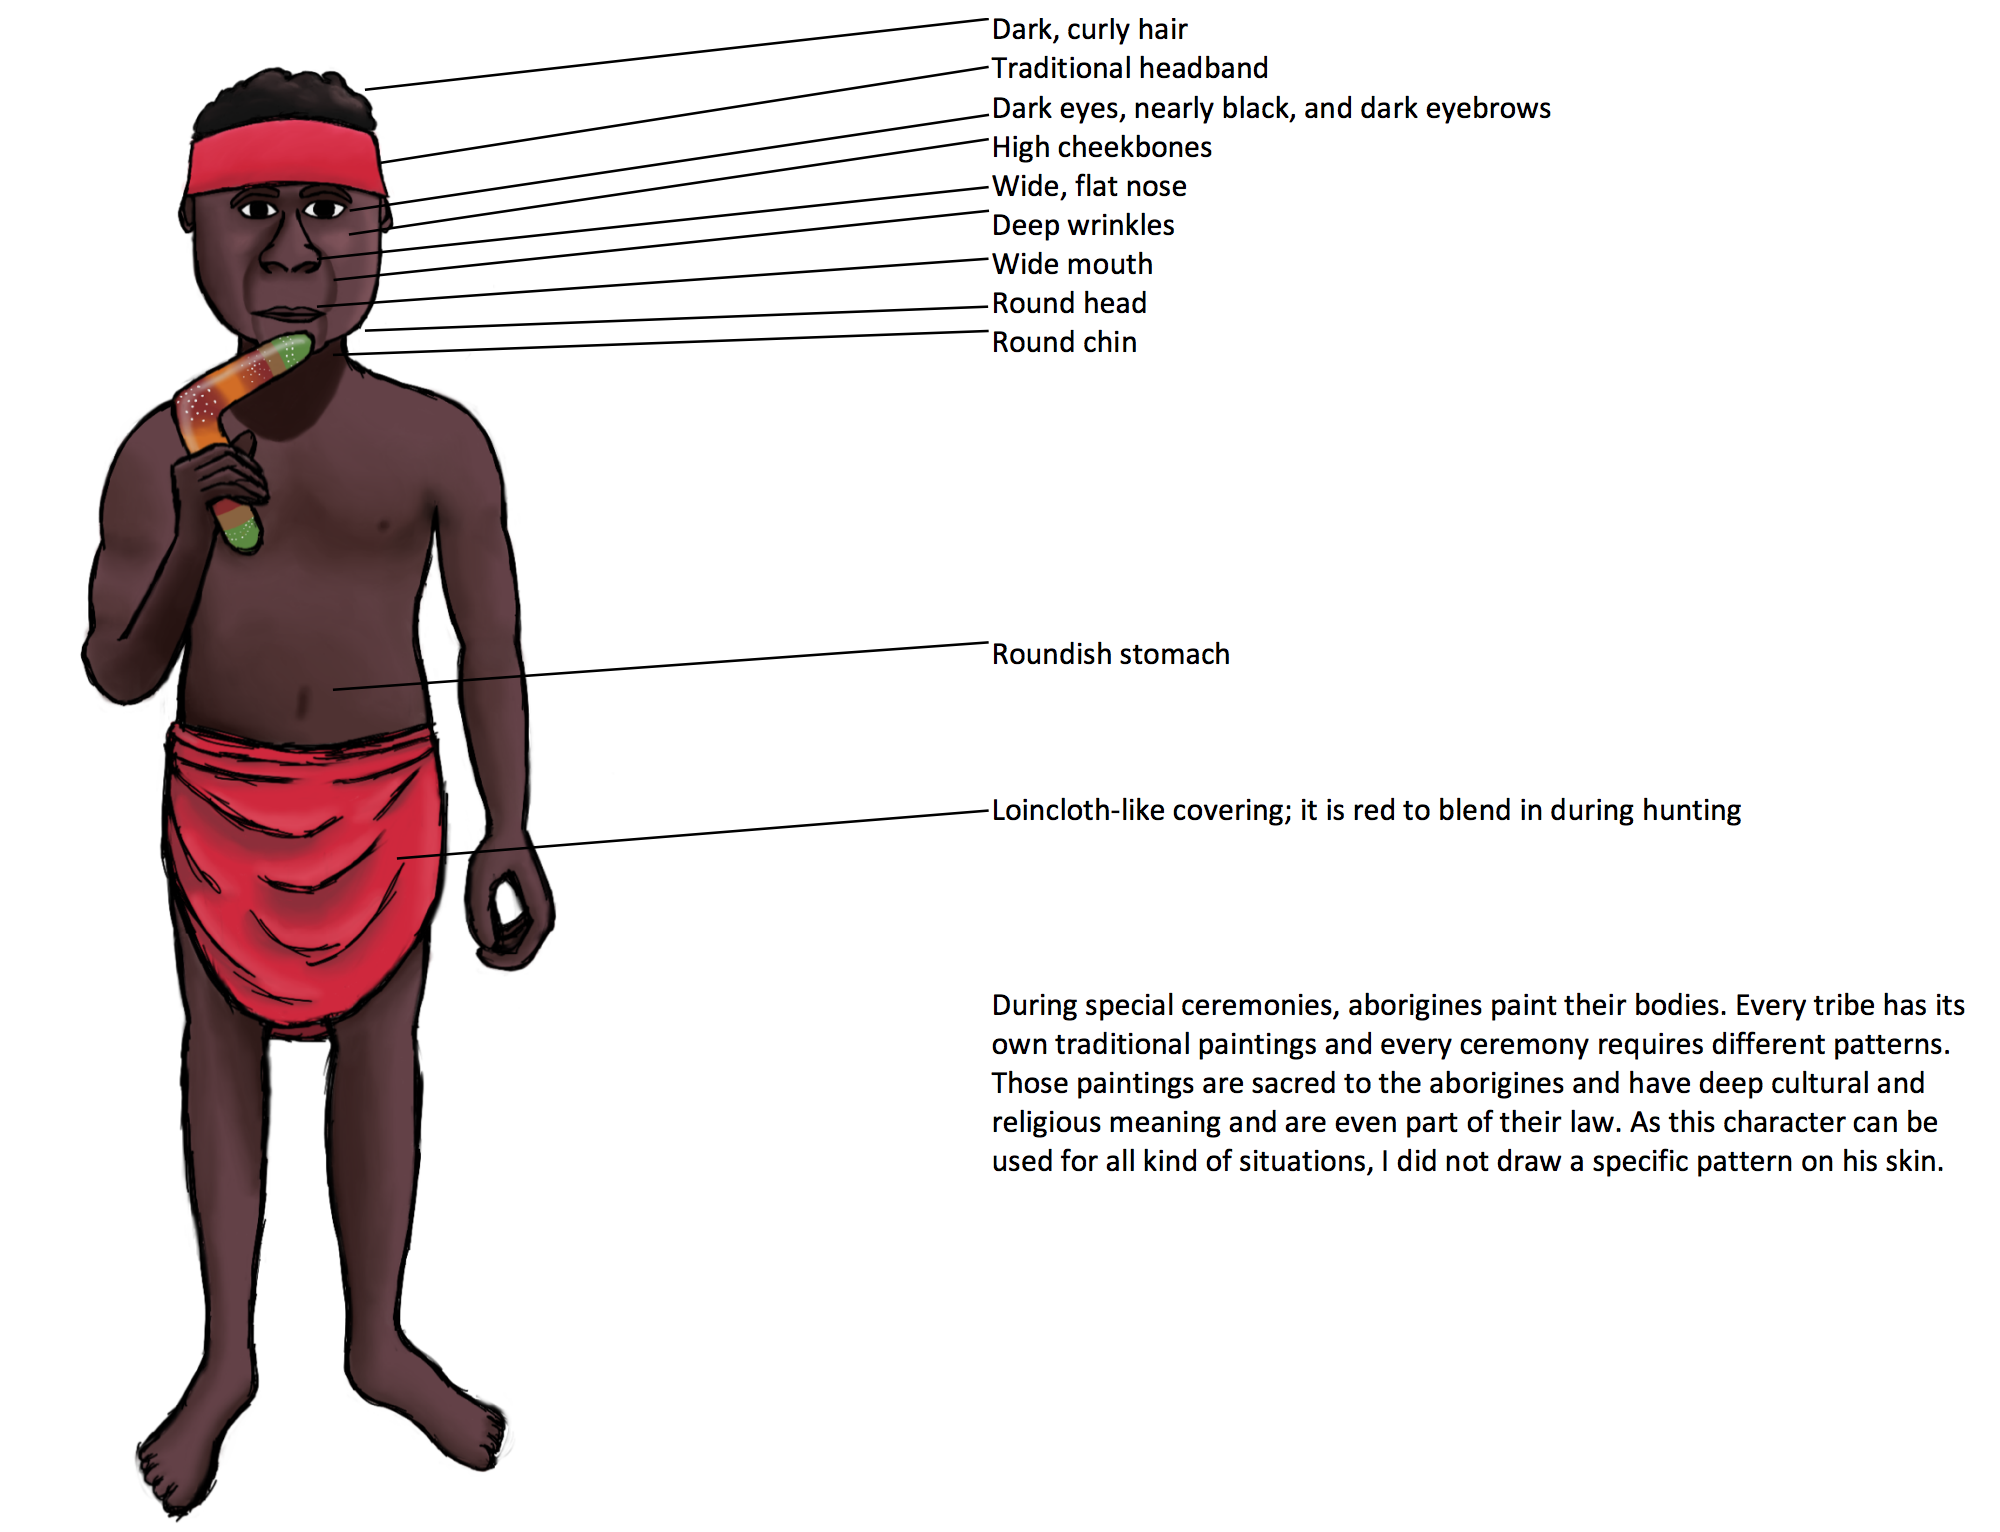 Dark, curly hair
Traditional headband
Dark eyes, nearly black, and dark eyebrows
High cheekbones
Wide, flat nose
Deep wrinkles
Wide mouth
Round head
Round chin
Roundish stomach
Loincloth-like covering; it is red to blend in during hunting
During special ceremonies, aborigines paint their bodies. Every tribe has its
own traditional paintings and every ceremony requires different patterns.
Those paintings are sacred to the aborigines and have deep cultural and
religious meaning and are even part of their law. As this character can be
used for all kind of situations, I did not draw a specific pattern on his skin.